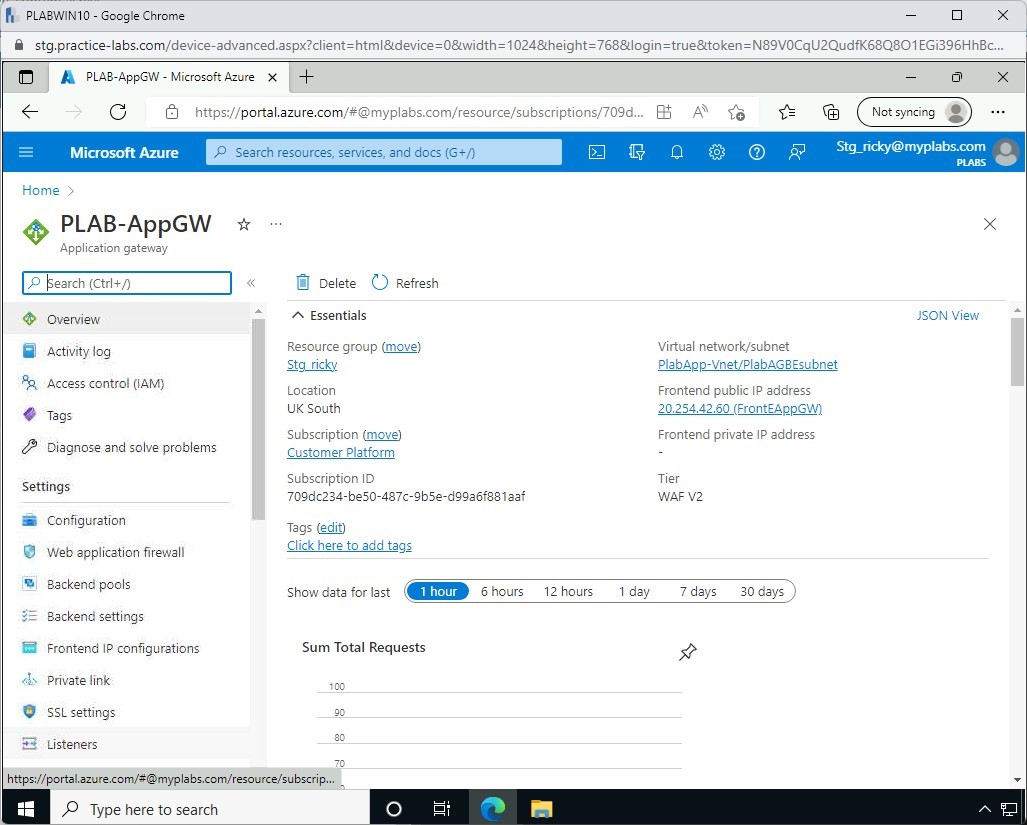 PLABWIN10 - Google Chrome
stg.practice-labs.com/device-advanced.aspx?client=html&device=0&width=1024&height=768&login=true&token=N89V0CqU2QudfK68Q8O1EGi396HhBc...
PLAB-AppGW - Microsoft Azure
https://portal.azure.com/#@myplabs.com/resource/subscriptions/709d...
Not syncing
Microsoft Azure
Search resources, services, and docs (G+/)
Stg_ricky@myplabs.com
PLABS
Home
PLAB-AppGW
Application gateway
Search (Ctrl+/)
Overview
Activity log
Access control (IAM)
Tags
Diagnose and solve problems
Settings
Configuration
Web application firewall
Backend pools
Backend settings
Frontend IP configurations
Private link
SSL settings
Listeners
https://portal.azure.com/#@myplabs.com/resource/subscrip...
Delete
Refresh
Essentials
JSON View
Resource group (move)
Stg_ricky
Location
UK South
Subscription (move)
Customer Platform
Subscription ID
709dc234-be50-487c-9b5e-d99a6f881aaf
Tags (edit)
Click here to add tags
Virtual network/subnet
PlabApp-Vnet/PlabAGBEsubnet
Frontend public IP address
20.254.42.60 (FrontEAppGW)
Frontend private IP address
-
Tier
WAF V2
Show data for last
1 hour
6 hours
12 hours
1 day
7 days
30 days
Sum Total Requests
100
90
80
70
Type here to search